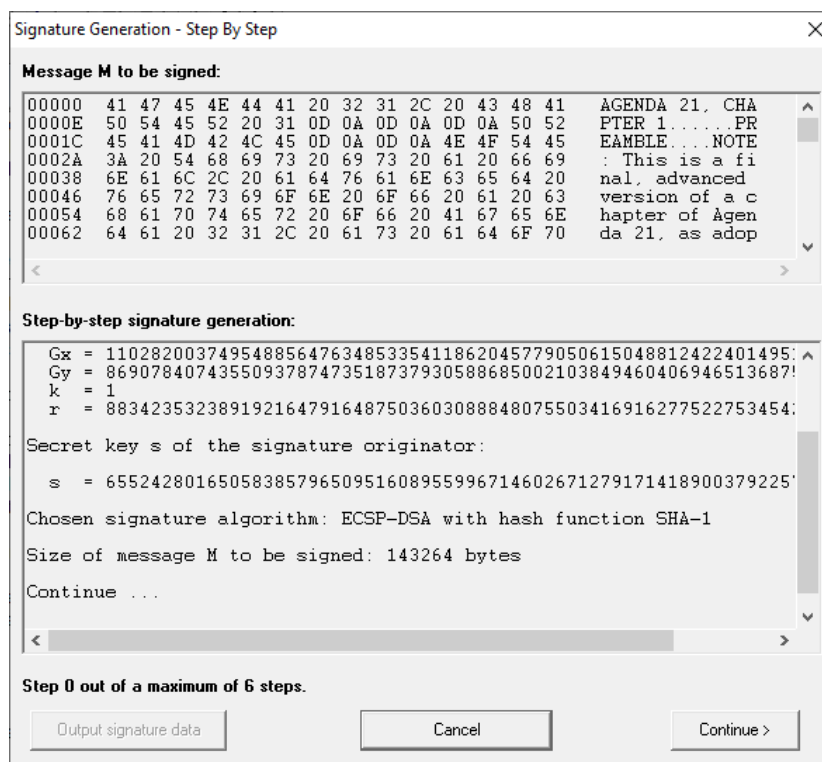 Signature Generation - Step By Step
Message M to be signed:
00000 41 47 45 4E 44 41 20 32 31 2C 20 43 48 41 AGENDA 21, CHA
0000E 50 54 45 52 20 31 0D 0A 0D 0A 0D 0A 50 52 PTER 1......PR
0001C 45 41 4D 42 4C 45 0D 0A 0D 0A 4E 4F 54 45 EAMBLE....NOTE
0002A 3A 20 54 68 69 73 20 69 73 20 61 20 66 69 : This is a fi
00038 6E 61 6C 2C 20 61 64 76 61 6E 63 65 64 20 nal, advanced
00046 76 65 72 73 69 6F 6E 20 6F 66 20 61 20 63 version of a c
00054 68 61 70 74 65 72 20 6F 66 20 41 67 65 6E hapter of Agen
00062 64 61 20 32 31 2C 20 61 73 20 61 64 6F 70 da 21, as adop
Step-by-step signature generation:
Gx = 11028200374954885647634853354118620457790506150488124224014952
Gy = 8690784074355093787473518737930588685002103849460406946513687
k = 1
r = 8834235323891921647916487503603088848075503416916277522753454
Secret key s of the signature originator:
s = 6552428016505838579650951608955996714602671279171418900379225
Chosen signature algorithm: ECSP-DSA with hash function SHA-1
Size of message M to be signed: 143264 bytes
Continue ...
Step 0 out of a maximum of 6 steps.
Output signature data
Cancel
Continue >